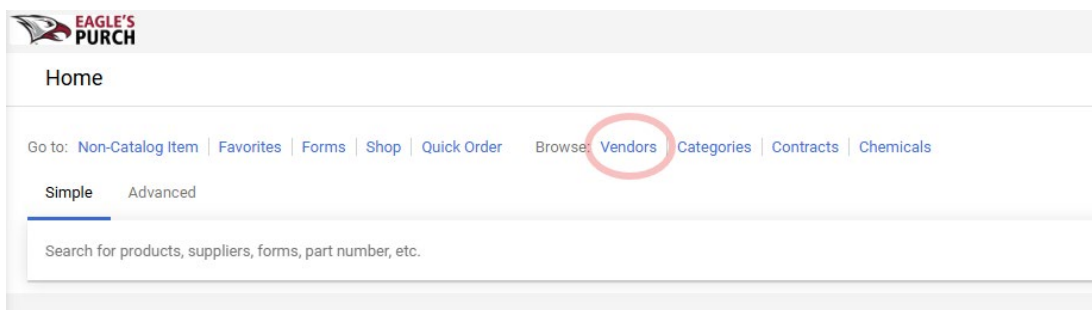 EAGLE'S
PURCH
Home
Go to: Non-Catalog Item | Favorites | Forms | Shop | Quick Order Browse: Vendors | Categories | Contracts | Chemicals
Simple Advanced
Search for products, suppliers, forms, part number, etc.